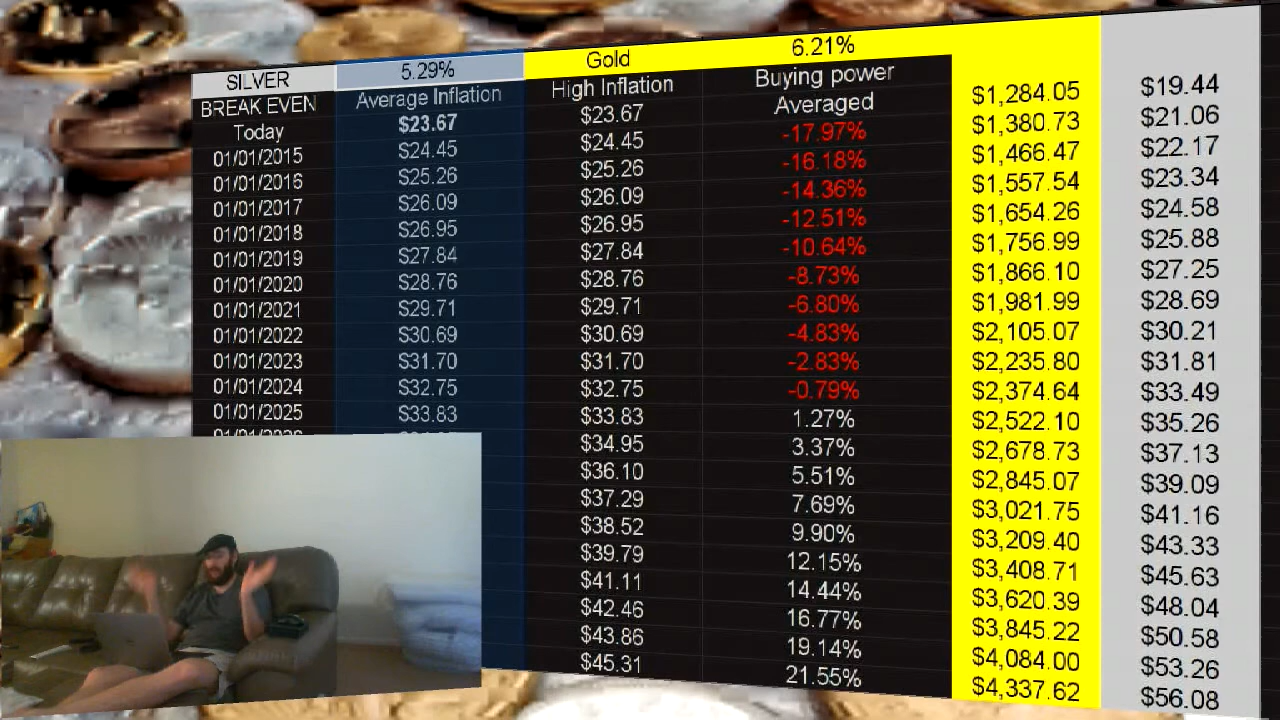 SILVER 5.29% Gold 6.21%
BREAK EVEN Average Inflation High Inflation Buying power
Averaged
Today $23.67 $23.67 $1,284.05 $19.44
01/01/2015 $24.45 $24.45 -17.97% $1,380.73 $21.06
01/01/2016 $25.26 $25.26 -16.18% $1,466.47 $22.17
01/01/2017 $26.09 $26.09 -14.36% $1,557.54 $23.34
01/01/2018 $26.95 $26.95 -12.51% $1,654.26 $24.58
01/01/2019 $27.84 $27.84 -10.64% $1,756.99 $25.88
01/01/2020 $28.76 $28.76 -8.73% $1,866.10 $27.25
01/01/2021 $29.71 $29.71 -6.80% $1,981.99 $28.69
01/01/2022 $30.69 $30.69 -4.83% $2,105.07 $30.21
01/01/2023 $31.70 $31.70 -2.83% $2,235.80 $31.81
01/01/2024 $32.75 $32.75 -0.79% $2,374.64 $33.49
01/01/2025 $33.83 $33.83 1.27% $2,522.10 $35.26
$34.95 3.37% $2,678.73 $37.13
$36.10 5.51% $2,845.07 $39.09
$37.29 7.69% $3,021.75 $41.16
$38.52 9.90% $3,209.40 $43.33
$39.79 12.15% $3,408.71 $45.63
$41.11 14.44% $3,620.39 $48.04
$42.46 16.77% $3,845.22 $50.58
$43.86 19.14% $4,084.00 $53.26
$45.31 21.55% $4,337.62 $56.08